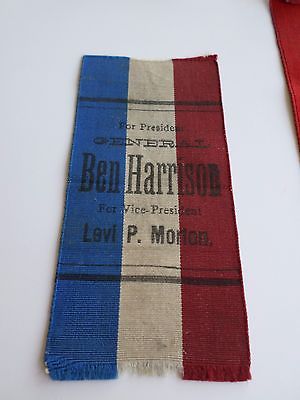 For President
GENERAL
Ben Harrison
For Vice-President
Levi P. Morton.